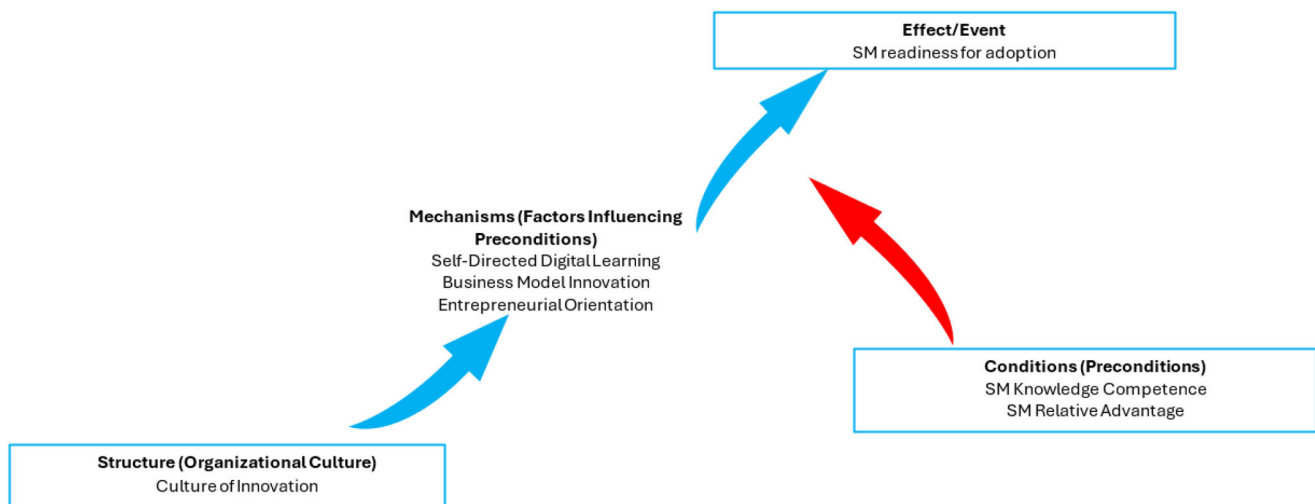 Effect/Event
SM readiness for adoption
Mechanisms (Factors Influencing
Preconditions)
Self-Directed Digital Learning
Business Model Innovation
Entrepreneurial Orientation
Conditions (Preconditions)
SM Knowledge Competence
SM Relative Advantage
Structure (Organizational Culture)
Culture of Innovation